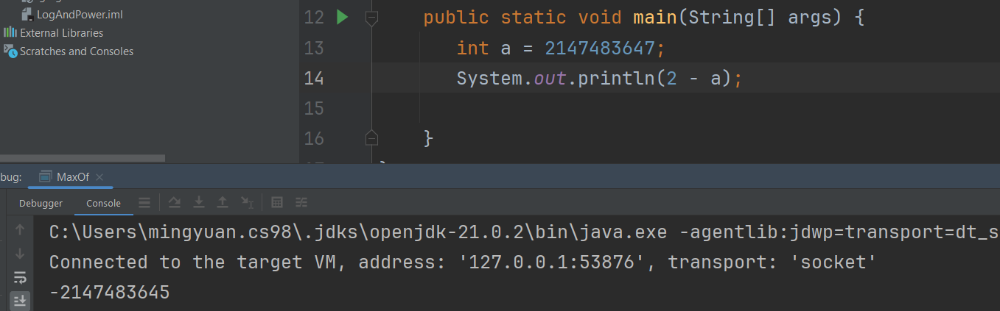 LogAndPower.iml
External Libraries
Scratches and Consoles
12 public static void main(String[] args) {
13 int a = 2147483647;
14 System.out.println(2 - a);
15
16 }
bug: MaxOf
Debugger Console
C:\Users\mingyuan.cs98\.jdks\openjdk-21.0.2\bin\java.exe -agentlib:jdwp=transport=dt_s
Connected to the target VM, address: '127.0.0.1:53876', transport: 'socket'
-2147483645